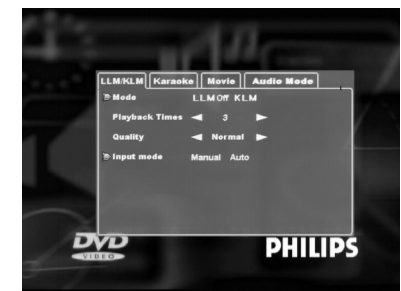 LLM/KLM Karaoke Movie Audio Mode
Mode LLM Off KLM
Playback Times 3
Quality Normal
Input mode Manual Auto
DVD
VIDEO
PHILIPS